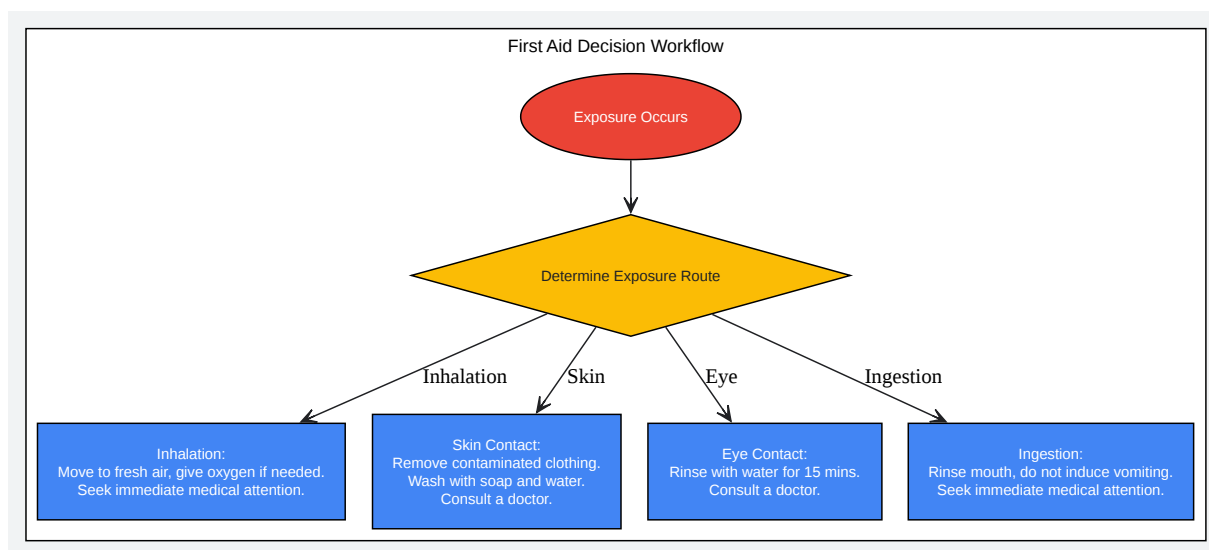 First Aid Decision Workflow
Exposure Occurs
Determine Exposure Route
Inhalation
Skin
Eye
Ingestion
Inhalation:
Move to fresh air, give oxygen if needed.
Seek immediate medical attention.
Skin Contact:
Remove contaminated clothing.
Wash with soap and water.
Consult a doctor.
Eye Contact:
Rinse with water for 15 mins.
Consult a doctor.
Ingestion:
Rinse mouth, do not induce vomiting.
Seek immediate medical attention.